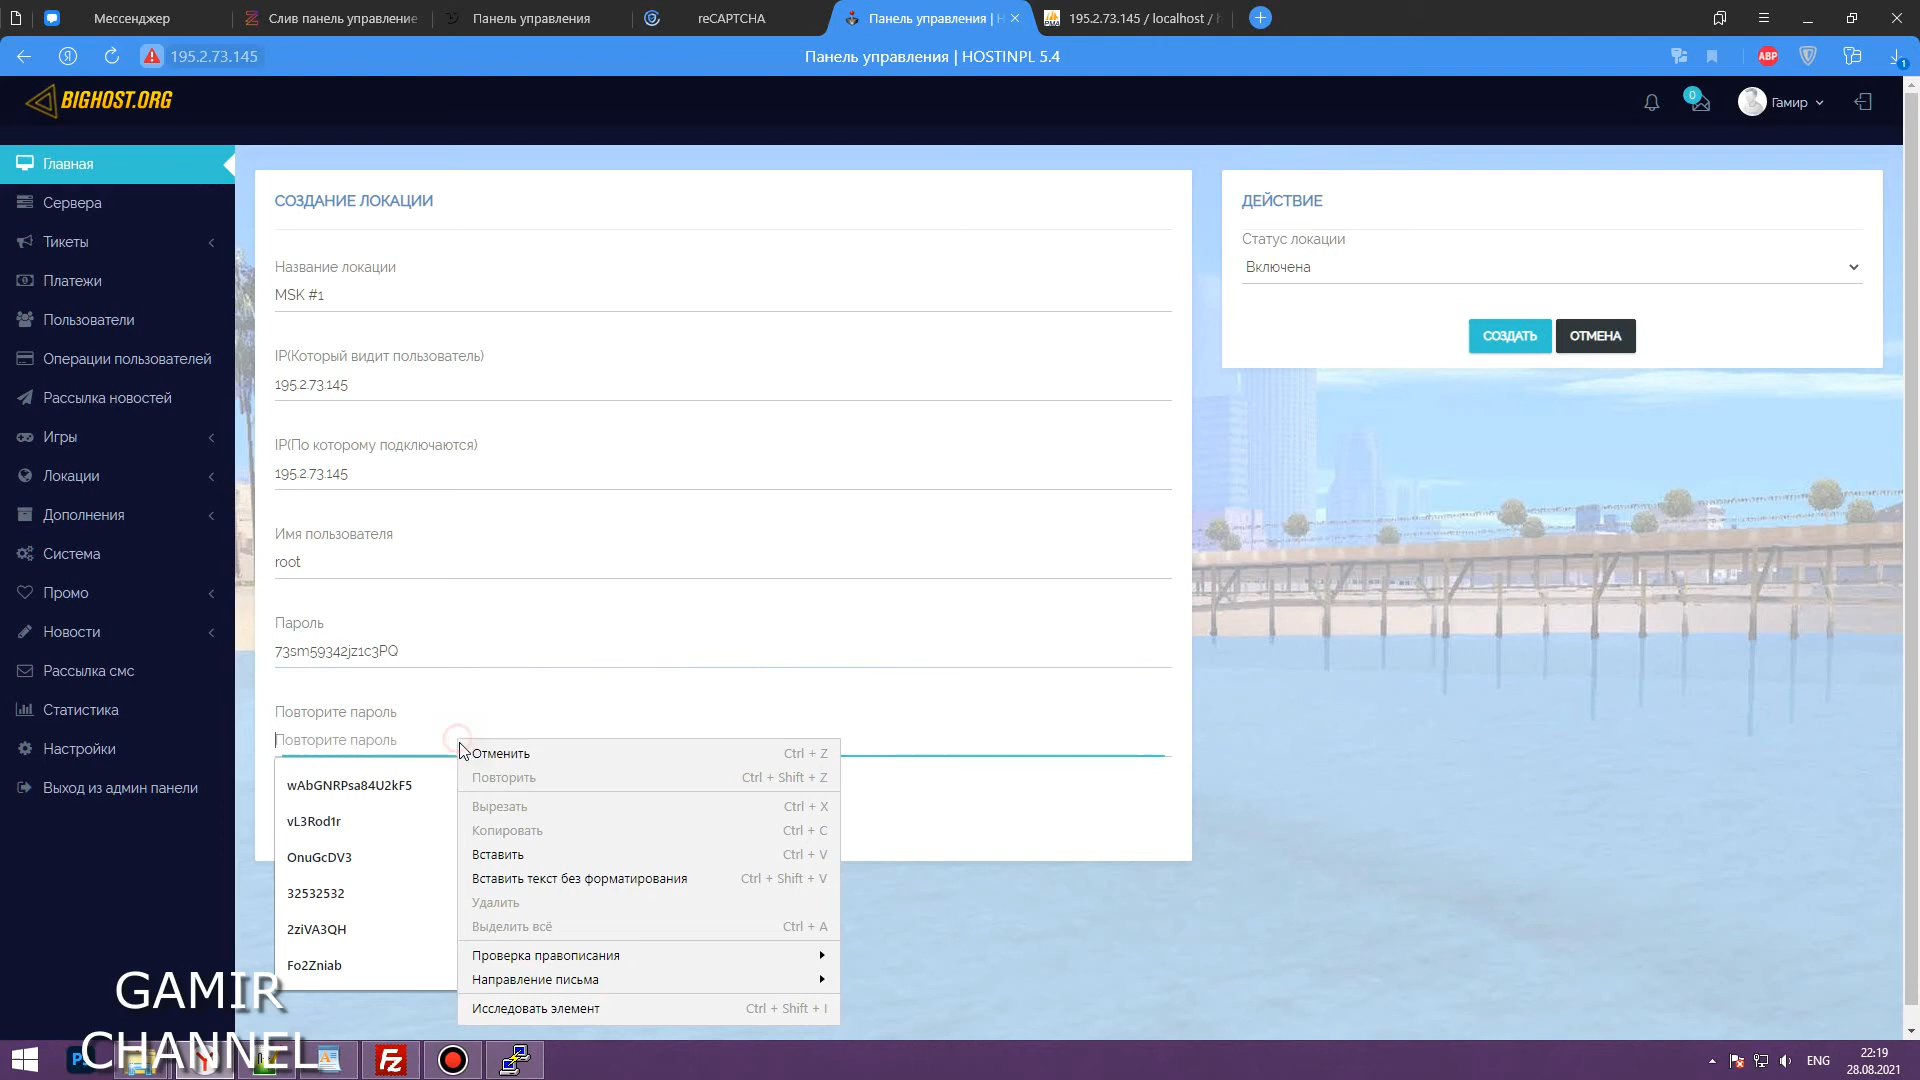 Мессенджер
Слив панель управление
Панель управления
reCAPTCHA
Панель управления | H
195.2.73.145 / localhost / h
195.2.73.145
Панель управления | HOSTINPL 5.4
ABP
1
BIGHOST.ORG
0
Гамир
Главная
Сервера
Тикеты
Платежи
Пользователи
Операции пользователей
Рассылка новостей
Игры
Локации
Дополнения
Система
Промо
Новости
Рассылка смс
Статистика
Настройки
Выход из админ панели
СОЗДАНИЕ ЛОКАЦИИ
Название локации
MSK #1
IP(Который видит пользователь)
195.2.73.145
IP(По которому подключаются)
195.2.73.145
Имя пользователя
root
Пароль
73sm59342jz1c3PQ
Повторите пароль
Повторите пароль
wAbGNRPsa84U2kF5
vL3Rod1r
OnuGcDV3
32532532
2ziVA3QH
Fo2Zniab
Отменить Ctrl + Z
Повторить Ctrl + Shift + Z
Вырезать Ctrl + X
Копировать Ctrl + C
Вставить Ctrl + V
Вставить текст без форматирования Ctrl + Shift + V
Удалить
Выделить всё Ctrl + A
Проверка правописания
Направление письма
Исследовать элемент Ctrl + Shift + I
ДЕЙСТВИЕ
Статус локации
Включена
СОЗДАТЬ
ОТМЕНА
GAMIR
CHANNEL
ENG
22:19
28.08.2021